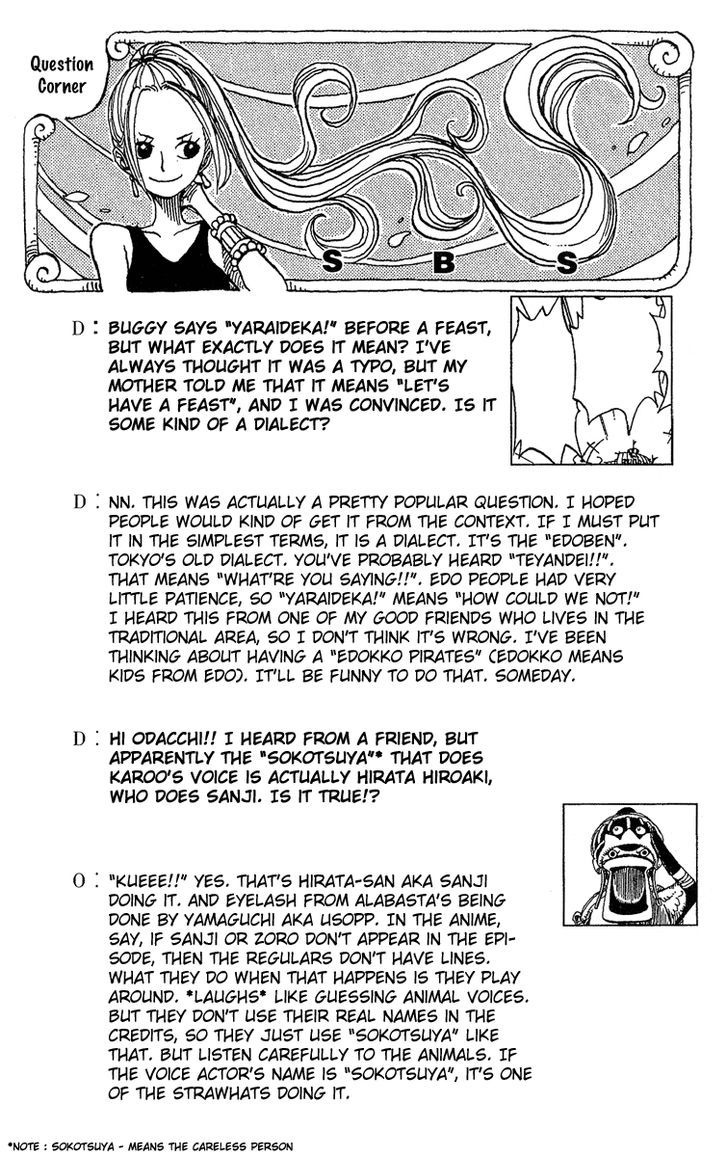 Question
Corner
S B S
D: BUGGY SAYS "YARAIDEKA!" BEFORE A FEAST,
BUT WHAT EXACTLY DOES IT MEAN? I'VE
ALWAYS THOUGHT IT WAS A TYPO, BUT MY
MOTHER TOLD ME THAT IT MEANS "LET'S
HAVE A FEAST", AND I WAS CONVINCED. IS IT
SOME KIND OF A DIALECT?
D: NN. THIS WAS ACTUALLY A PRETTY POPULAR QUESTION. I HOPED
PEOPLE WOULD KIND OF GET IT FROM THE CONTEXT. IF I MUST PUT
IT IN THE SIMPLEST TERMS, IT IS A DIALECT. IT'S THE "EDOBEN".
TOKYO'S OLD DIALECT. YOU'VE PROBABLY HEARD "TEYANDEI!!".
THAT MEANS "WHAT'RE YOU SAYING!!". EDO PEOPLE HAD VERY
LITTLE PATIENCE, SO "YARAIDEKA!" MEANS "HOW COULD WE NOT!"
I HEARD THIS FROM ONE OF MY GOOD FRIENDS WHO LIVES IN THE
TRADITIONAL AREA, SO I DON'T THINK IT'S WRONG. I'VE BEEN
THINKING ABOUT HAVING A "EDOKKO PIRATES" (EDOKKO MEANS
KIDS FROM EDO). IT'LL BE FUNNY TO DO THAT. SOMEDAY.
D: HI ODACCHI!! I HEARD FROM A FRIEND, BUT
APPARENTLY THE "SOKOTSUYA"* THAT DOES
KAROO'S VOICE IS ACTUALLY HIRATA HIROAKI,
WHO DOES SANJI. IS IT TRUE!?
O: "KUEEE!!" YES. THAT'S HIRATA-SAN AKA SANJI
DOING IT. AND EYELASH FROM ALABASTA'S BEING
DONE BY YAMAGUCHI AKA USOPP. IN THE ANIME,
SAY, IF SANJI OR ZORO DON'T APPEAR IN THE EPI-
SODE, THEN THE REGULARS DON'T HAVE LINES.
WHAT THEY DO WHEN THAT HAPPENS IS THEY PLAY
AROUND. *LAUGHS* LIKE GUESSING ANIMAL VOICES.
BUT THEY DON'T USE THEIR REAL NAMES IN THE
CREDITS, SO THEY JUST USE "SOKOTSUYA" LIKE
THAT. BUT LISTEN CAREFULLY TO THE ANIMALS. IF
THE VOICE ACTOR'S NAME IS "SOKOTSUYA", IT'S ONE
OF THE STRAWHATS DOING IT.
*NOTE : SOKOTSUYA - MEANS THE CARELESS PERSON